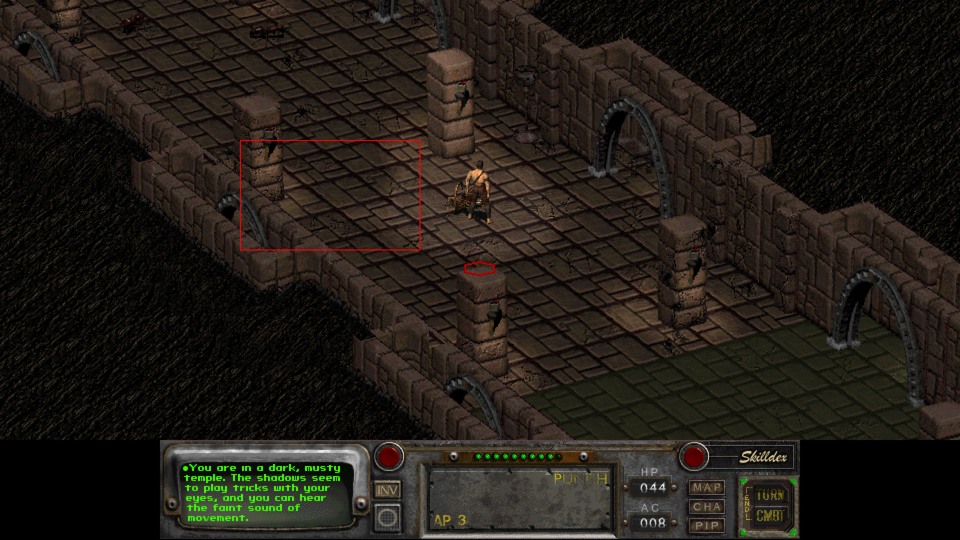 ●You are in a dark, musty
temple. The shadows seem
to play tricks with your
eyes, and you can hear
the faint sound of
movement.
INV
PUNCH
AP 3
HP
044
AC
008
Skilldex
MAP
CHA
PIP
END
TURN
CMBT